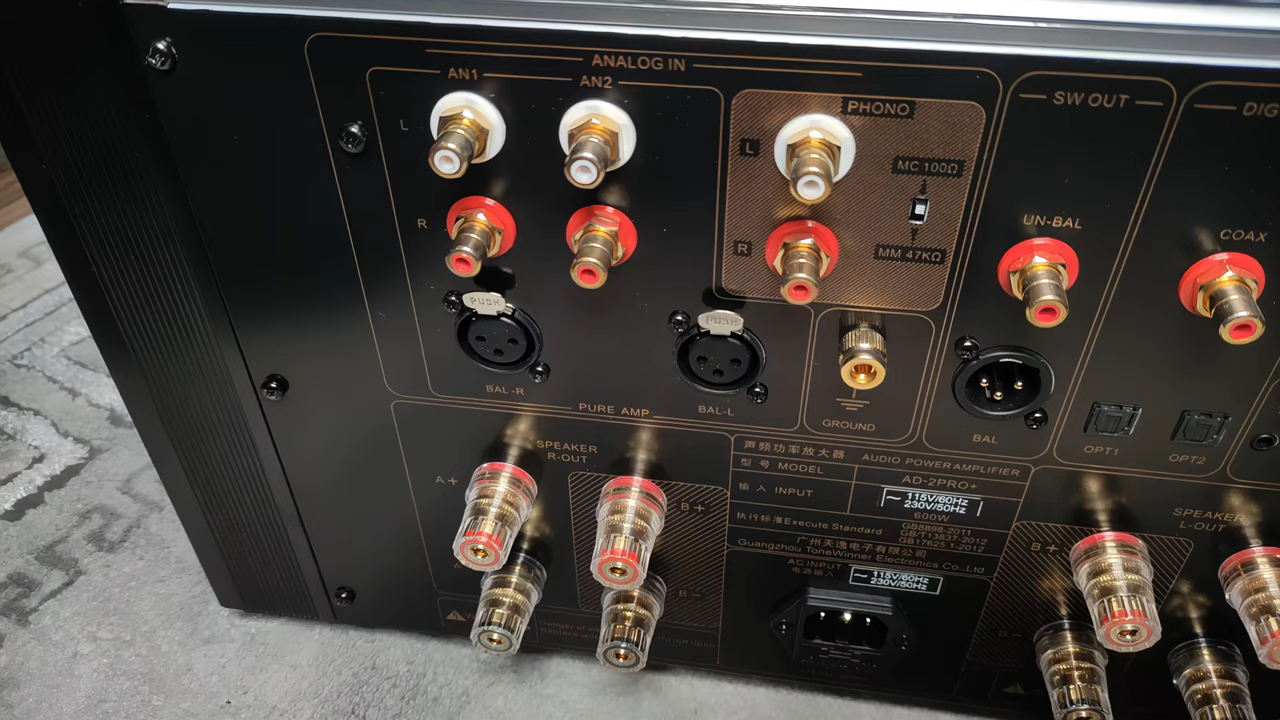 ANALOG IN
AN1
AN2
L
R
PUSH
PUSH
BAL-R
BAL-L
PURE AMP
PHONO
L
R
MC 100Ω
MM 47KΩ
GROUND
SW OUT
UN-BAL
BAL
DIG
COAX
OPT1
OPT2
SPEAKER
R-OUT
A+
B+
B-
声频功率放大器 AUDIO POWER AMPLIFIER
型 号 MODEL
AD-2PRO+
输 入 INPUT
~ 115V/60Hz
230V/50Hz
600W
执行标准Execute Standard
GB8898-2011
GB/T13837-2012
GB17625.1-2012
广州天逸电子有限公司
Guangzhou ToneWinner Electronics Co.,Ltd
AC INPUT
电源输入
~ 115V/60Hz
230V/50Hz
SPEAKER
L-OUT
B+
B-